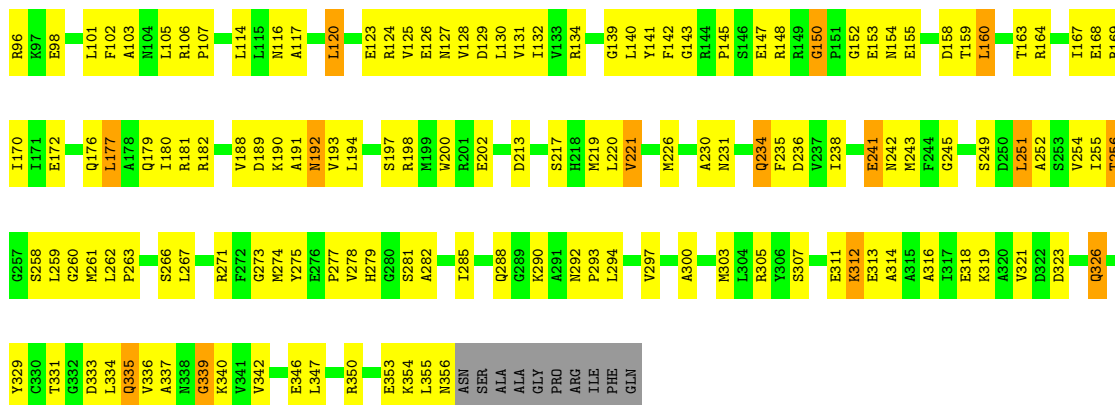 R96 K97 E98 L101 F102 A103 N104 L105 R106 P107 L114 L115 N116 A117 L120 E123 R124 V125 E126 N127 V128 D129 L130 V131 I132 V133 R134 G139 L140 Y141 F142 G143 R144 P145 S146 E147 R148 R149 G150 P151 G152 E153 N154 E155 D158 T159 L160 T163 R164 I167 E168
I170 I171 E172 Q176 L177 A178 Q179 I180 R181 R182 V188 D189 K190 A191 N192 V193 L194 S197 R198 M199 W200 R201 E202 D213 S217 H218 M219 L220 V221 M226 A230 N231 Q234 F235 D236 V237 I238 E241 N242 M243 F244 G245 S249 D250 L251 A252 S253 V254 I255
G257 S258 L259 G260 M261 L262 P263 S266 L267 R271 F272 G273 M274 Y275 E276 P277 V278 H279 G280 S281 A282 I285 Q288 G289 K290 A291 N292 P293 L294 V297 A300 M303 L304 R305 Y306 S307 E311 K312 E313 A314 A315 A316 I317 E318 K319 A320 V321 D322 D323 Q326
Y329 C330 T331 G332 D333 L334 Q335 V336 A337 N338 G339 K340 V341 V342 E346 L347 R350 E353 K354 L355 N356 ASN SER ALA ALA GLY PRO ARG ILE PHE GLN